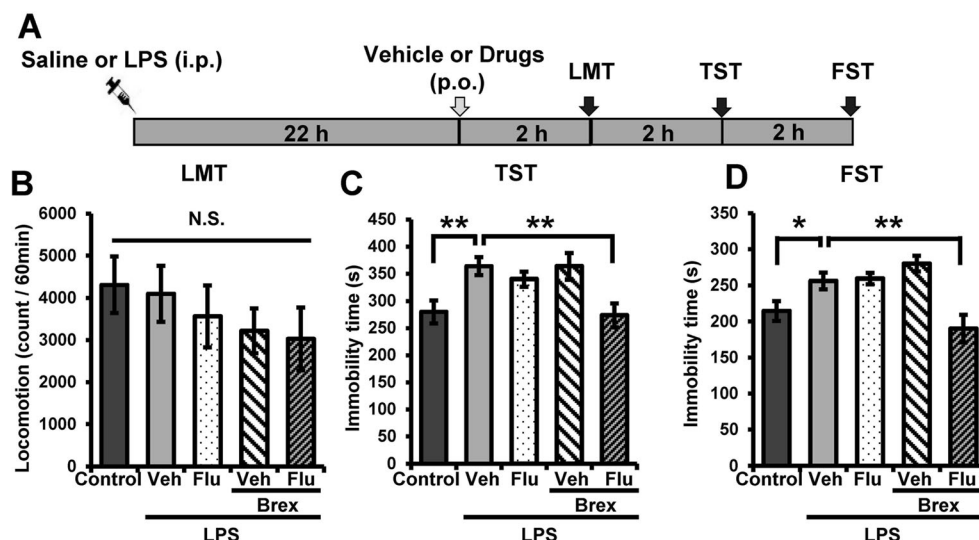 A
Saline or LPS (i.p.)
Vehicle or Drugs
(p.o.)
LMT
TST
FST
22 h
2 h
2 h
2 h
B
LMT
Locomotion (count / 60min)
6000
5000
4000
3000
2000
1000
0
N.S.
Control Veh Flu Veh Flu
Brex
LPS
C
TST
Immobility time (s)
450
400
350
300
250
200
150
100
50
0
**
**
Control Veh Flu Veh Flu
Brex
LPS
D
FST
Immobility time (s)
350
300
250
200
150
100
50
0
*
**
Control Veh Flu Veh Flu
Brex
LPS